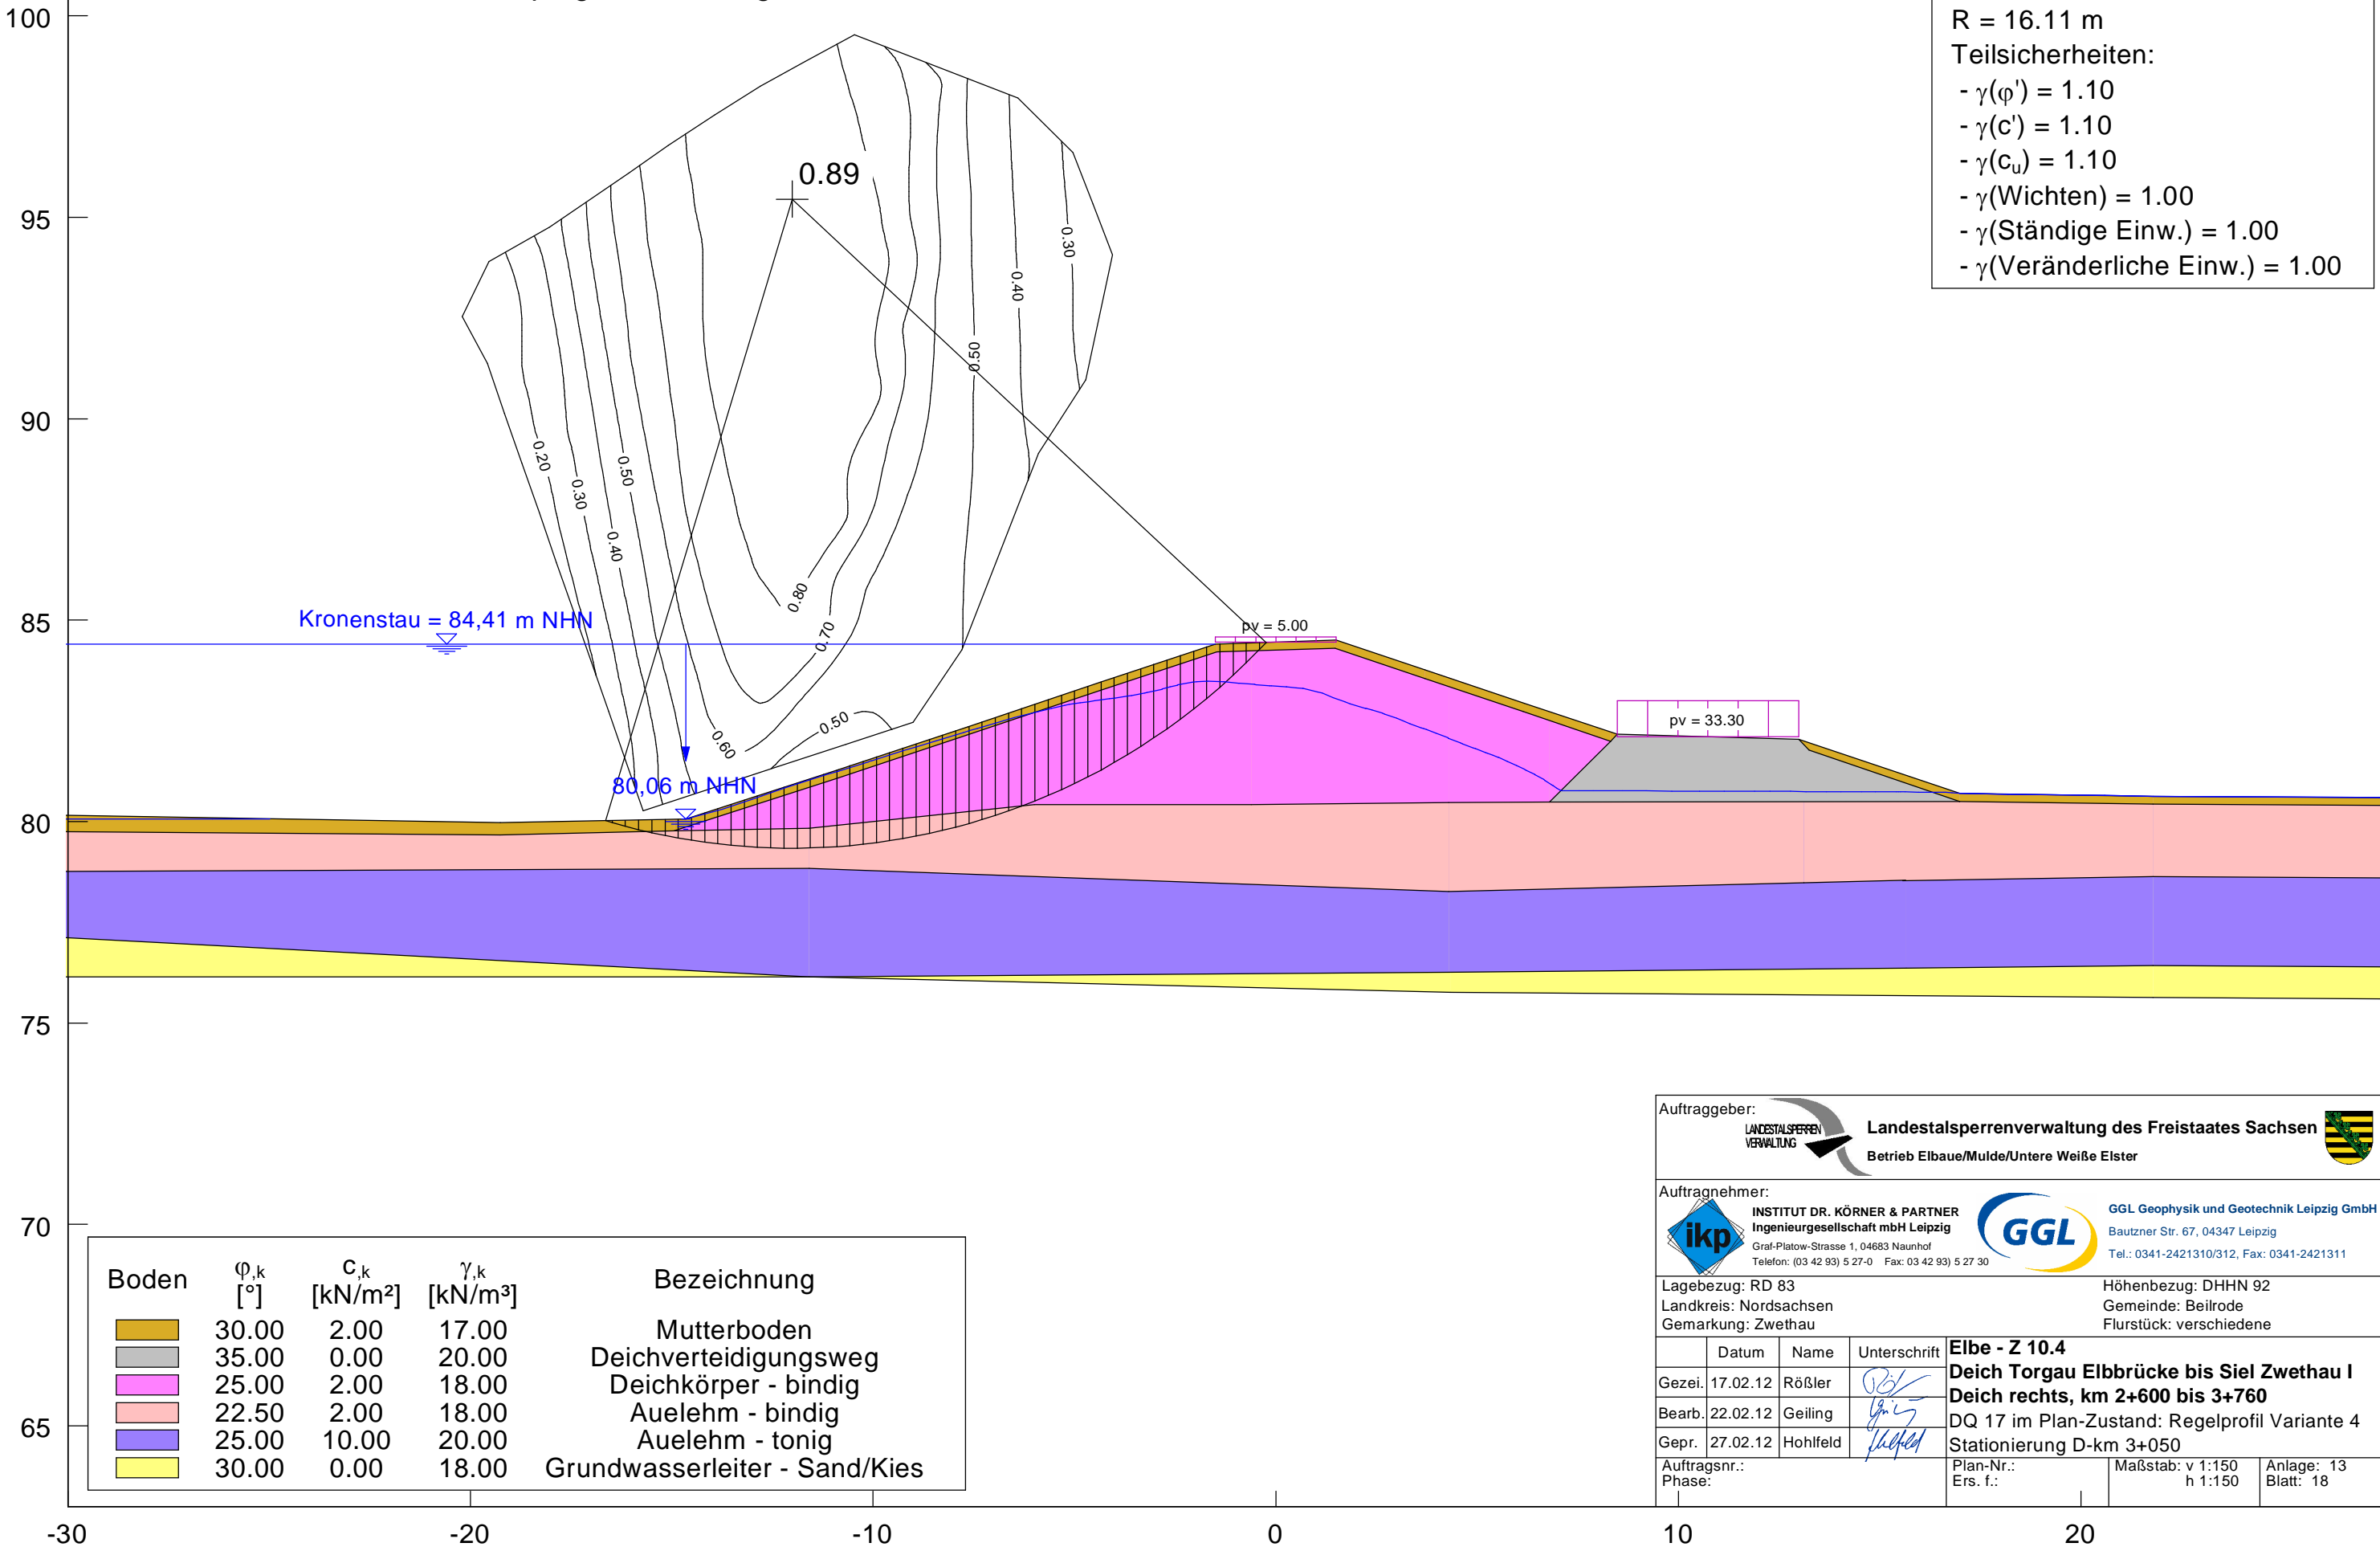 R = 16.11 m
Teilsicherheiten:
- γ(φ') = 1.10
- γ(c') = 1.10
- γ(cu) = 1.10
- γ(Wichten) = 1.00
- γ(Ständige Einw.) = 1.00
- γ(Veränderliche Einw.) = 1.00
100
95
90
85
80
75
70
65
0.89
0.30
0.40
0.50
0.20
0.30
0.40
0.50
0.80
0.70
0.60
0.50
Kronenstau = 84,41 m NHN
80,06 m NHN
pv = 5.00
pv = 33.30
Boden φ,k [°] c,k [kN/m²] γ,k [kN/m³] Bezeichnung
30.00 2.00 17.00 Mutterboden
35.00 0.00 20.00 Deichverteidigungsweg
25.00 2.00 18.00 Deichkörper - bindig
22.50 2.00 18.00 Auelehm - bindig
25.00 10.00 20.00 Auelehm - tonig
30.00 0.00 18.00 Grundwasserleiter - Sand/Kies
Auftraggeber:
LANDESTALSPERREN
VERWALTUNG
Landestalsperrenverwaltung des Freistaates Sachsen
Betrieb Elbaue/Mulde/Untere Weiße Elster
Auftragnehmer:
ikp
INSTITUT DR. KÖRNER & PARTNER
Ingenieurgesellschaft mbH Leipzig
Graf-Platow-Strasse 1, 04683 Naunhof
Telefon: (03 42 93) 5 27-0 Fax: 03 42 93) 5 27 30
GGL
GGL Geophysik und Geotechnik Leipzig GmbH
Bautzner Str. 67, 04347 Leipzig
Tel.: 0341-2421310/312, Fax: 0341-2421311
Lagebezug: RD 83 Höhenbezug: DHHN 92
Landkreis: Nordsachsen Gemeinde: Beilrode
Gemarkung: Zwethau Flurstück: verschiedene
Datum Name Unterschrift
Gezei. 17.02.12 Rößler
Bearb. 22.02.12 Geiling
Gepr. 27.02.12 Hohlfeld
Elbe - Z 10.4
Deich Torgau Elbbrücke bis Siel Zwethau I
Deich rechts, km 2+600 bis 3+760
DQ 17 im Plan-Zustand: Regelprofil Variante 4
Stationierung D-km 3+050
Auftragsnr.:
Phase:
Plan-Nr.:
Ers. f.:
Maßstab: v 1:150
h 1:150
Anlage: 13
Blatt: 18
-30 -20 -10 0 10 20